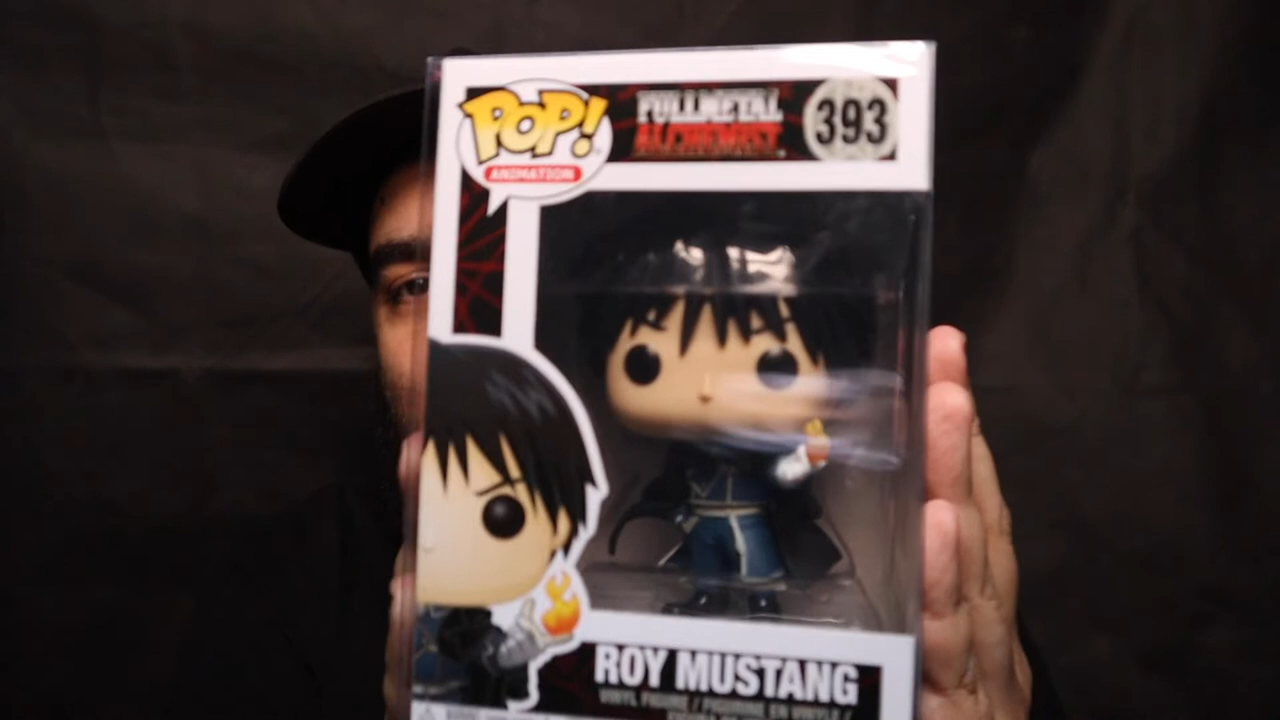 POP!
ANIMATION
FULLMETAL
ALCHEMIST
393
ROY MUSTANG
VINYL FIGURE / FIGURINE EN VINYLE /